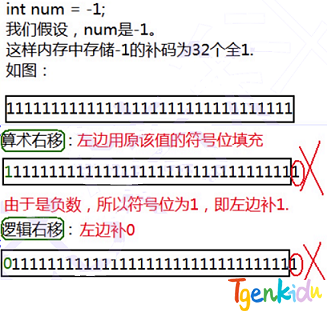 int num = -1;
我们假设，num是-1。
这样内存中存储-1的补码为32个全1.
如图：
11111111111111111111111111111111
算术右移：左边用原该值的符号位填充
111111111111111111111111111111111
由于是负数，所以符号位为1，即左边补1.
逻辑右移：左边补0
011111111111111111111111111111111
Tgenkidu